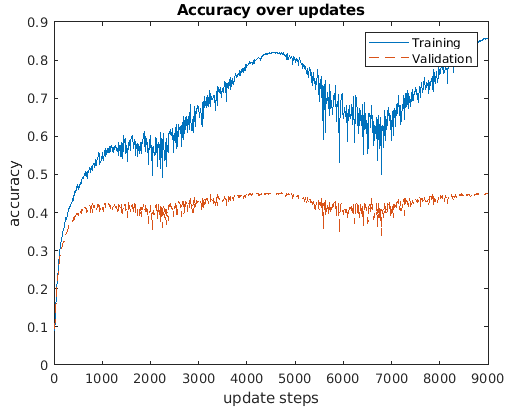 Accuracy over updates
Training
Validation
accuracy
0.9
0.8
0.7
0.6
0.5
0.4
0.3
0.2
0.1
0
0 1000 2000 3000 4000 5000 6000 7000 8000 9000
update steps